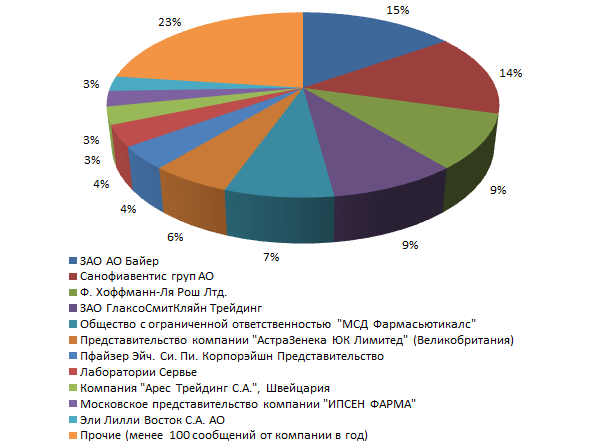 23%
15%
14%
9%
9%
7%
6%
4%
4%
3%
3%
3%
ЗАО АО Байер
Санофиавентис груп АО
Ф. Хоффманн-Ля Рош Лтд.
ЗАО ГлаксоСмитКляйн Трейдинг
Общество с ограниченной ответственностью "МСД Фармасьютикалс"
Представительство компании "АстраЗенека ЮК Лимитед" (Великобритания)
Пфайзер Эйч. Си. Пи. Корпорэйшн Представительство
Лаборатории Сервье
Компания "Арес Трейдинг С.А.", Швейцария
Московское представительство компании "ИПСЕН ФАРМА"
Эли Лилли Восток С.А. АО
Прочие (менее 100 сообщений от компании в год)